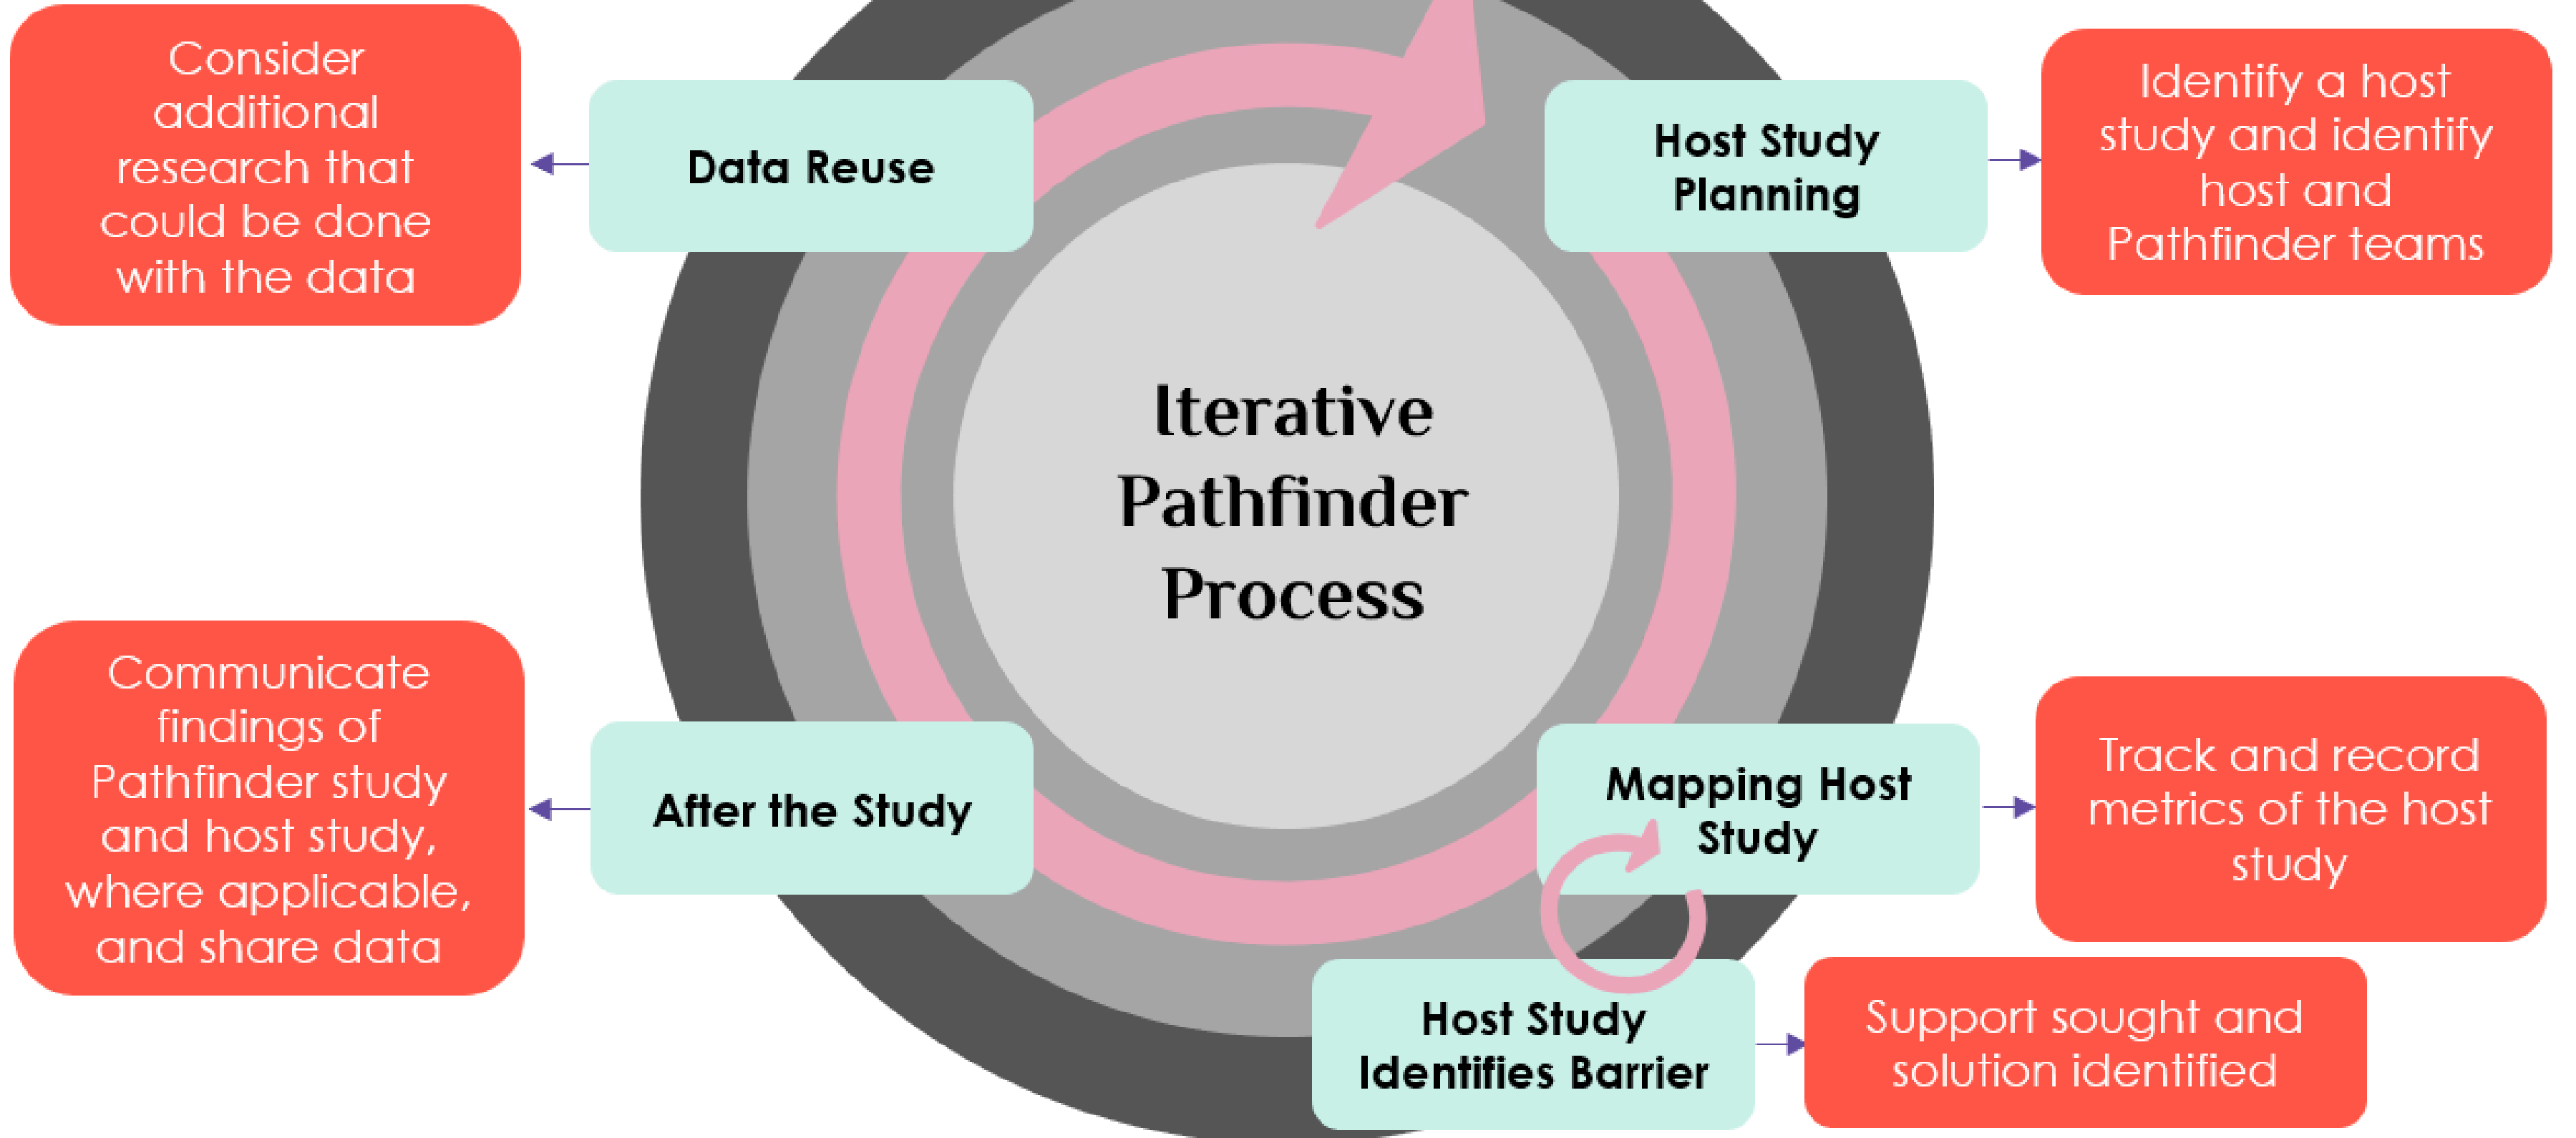 Consider
additional
research that
could be done
with the data
Data Reuse
Host Study
Planning
Identify a host
study and identify
host and
Pathfinder teams
Iterative
Pathfinder
Process
Communicate
findings of
Pathfinder study
and host study,
where applicable,
and share data
After the Study
Mapping Host
Study
Track and record
metrics of the host
study
Host Study
Identifies Barrier
Support sought and
solution identified